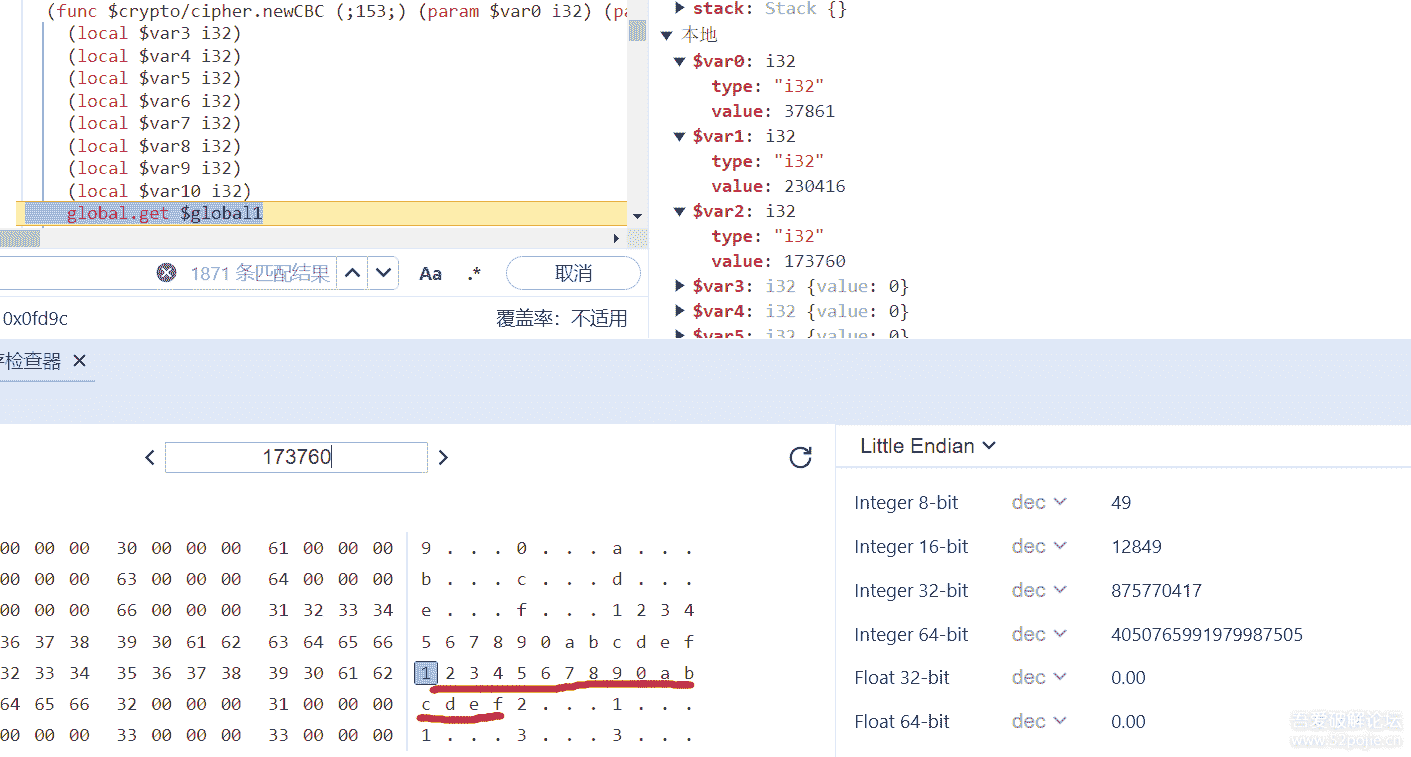 (func $crypto/cipher.newCBC (;153;) (param $var0 i32) (pa
(local $var3 i32)
(local $var4 i32)
(local $var5 i32)
(local $var6 i32)
(local $var7 i32)
(local $var8 i32)
(local $var9 i32)
(local $var10 i32)
global.get $global1
1871 条匹配结果 Aa .* 取消
0x0fd9c 覆盖率: 不适用
stack: Stack {}
本地
$var0: i32
type: "i32"
value: 37861
$var1: i32
type: "i32"
value: 230416
$var2: i32
type: "i32"
value: 173760
$var3: i32 {value: 0}
$var4: i32 {value: 0}
$var5: i32 {value: 0}
检查器 ×
173760
00 00 00 30 00 00 00 61 00 00 00 9 . . . 0 . . . a . . .
00 00 00 63 00 00 00 64 00 00 00 b . . . c . . . d . . .
00 00 00 66 00 00 00 31 32 33 34 e . . . f . . . 1 2 3 4
36 37 38 39 30 61 62 63 64 65 66 5 6 7 8 9 0 a b c d e f
32 33 34 35 36 37 38 39 30 61 62 1 2 3 4 5 6 7 8 9 0 a b
64 65 66 32 00 00 00 31 00 00 00 c d e f 2 . . . 1 . . .
00 00 00 33 00 00 00 33 00 00 00 1 . . . 3 . . . 3 . . .
Little Endian
Integer 8-bit dec 49
Integer 16-bit dec 12849
Integer 32-bit dec 875770417
Integer 64-bit dec 4050765991979987505
Float 32-bit dec 0.00
Float 64-bit dec 0.00
吾爱破解论坛
www.52pojie.cn